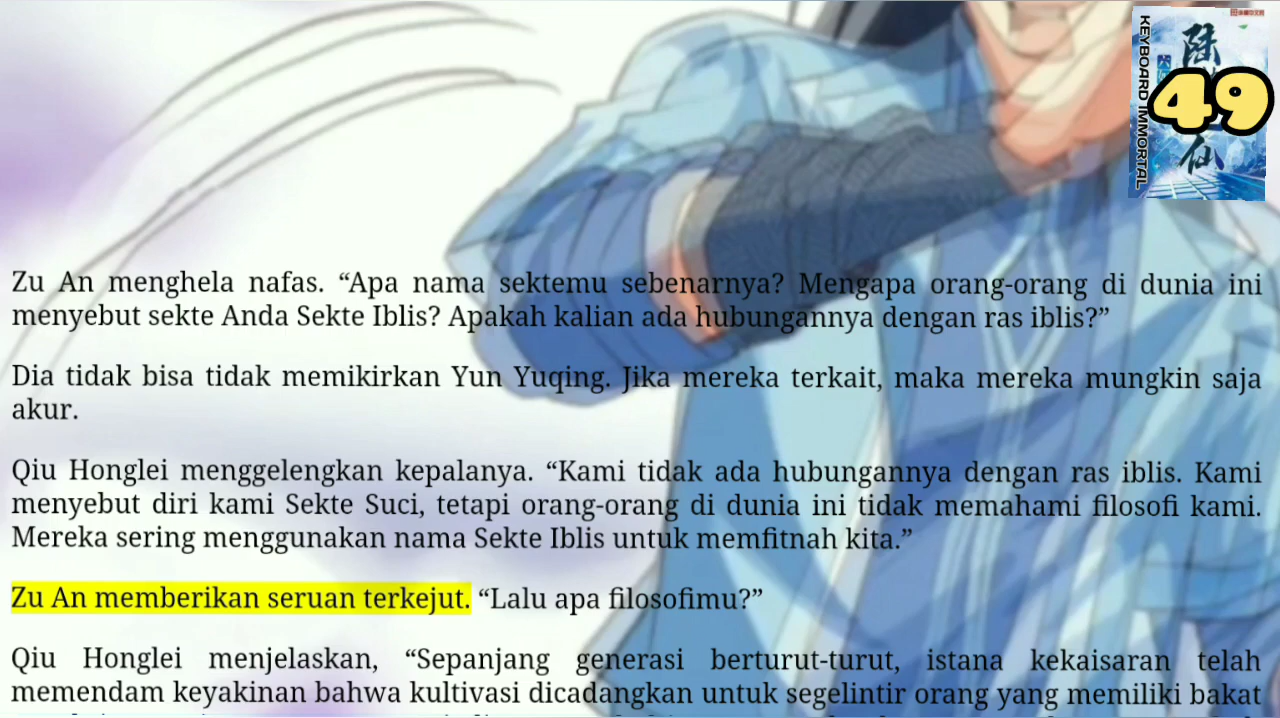 KEYBOARD IMMORTAL
49
仙
Zu An menghela nafas. “Apa nama sektemu sebenarnya? Mengapa orang-orang di dunia ini
menyebut sekte Anda Sekte Iblis? Apakah kalian ada hubungannya dengan ras iblis?”
Dia tidak bisa tidak memikirkan Yun Yuqing. Jika mereka terkait, maka mereka mungkin saja
akur.
Qiu Honglei menggelengkan kepalanya. “Kami tidak ada hubungannya dengan ras iblis. Kami
menyebut diri kami Sekte Suci, tetapi orang-orang di dunia ini tidak memahami filosofi kami.
Mereka sering menggunakan nama Sekte Iblis untuk memfitnah kita.”
Zu An memberikan seruan terkejut. “Lalu apa filosofimu?”
Qiu Honglei menjelaskan, “Sepanjang generasi berturut-turut, istana kekaisaran telah
memendam keyakinan bahwa kultivasi dicadangkan untuk segelintir orang yang memiliki bakat